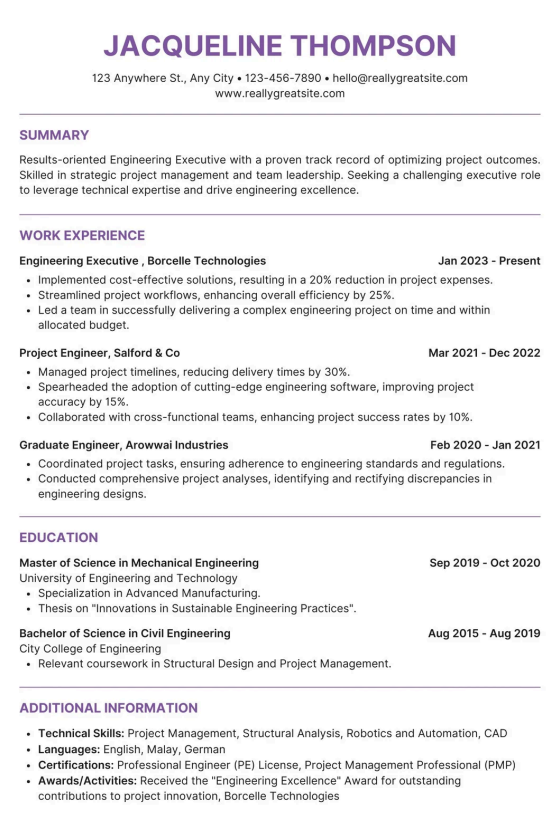 JACQUELINE THOMPSON
123 Anywhere St., Any City • 123-456-7890 • hello@reallygreatsite.com
www.reallygreatsite.com
SUMMARY
Results-oriented Engineering Executive with a proven track record of optimizing project outcomes.
Skilled in strategic project management and team leadership. Seeking a challenging executive role
to leverage technical expertise and drive engineering excellence.
WORK EXPERIENCE
Engineering Executive , Borcelle Technologies Jan 2023 - Present
• Implemented cost-effective solutions, resulting in a 20% reduction in project expenses.
• Streamlined project workflows, enhancing overall efficiency by 25%.
• Led a team in successfully delivering a complex engineering project on time and within
allocated budget.
Project Engineer, Salford & Co Mar 2021 - Dec 2022
• Managed project timelines, reducing delivery times by 30%.
• Spearheaded the adoption of cutting-edge engineering software, improving project
accuracy by 15%.
• Collaborated with cross-functional teams, enhancing project success rates by 10%.
Graduate Engineer, Arowwai Industries Feb 2020 - Jan 2021
• Coordinated project tasks, ensuring adherence to engineering standards and regulations.
• Conducted comprehensive project analyses, identifying and rectifying discrepancies in
engineering designs.
EDUCATION
Master of Science in Mechanical Engineering Sep 2019 - Oct 2020
University of Engineering and Technology
• Specialization in Advanced Manufacturing.
• Thesis on "Innovations in Sustainable Engineering Practices".
Bachelor of Science in Civil Engineering Aug 2015 - Aug 2019
City College of Engineering
• Relevant coursework in Structural Design and Project Management.
ADDITIONAL INFORMATION
• Technical Skills: Project Management, Structural Analysis, Robotics and Automation, CAD
• Languages: English, Malay, German
• Certifications: Professional Engineer (PE) License, Project Management Professional (PMP)
• Awards/Activities: Received the "Engineering Excellence" Award for outstanding
contributions to project innovation, Borcelle Technologies